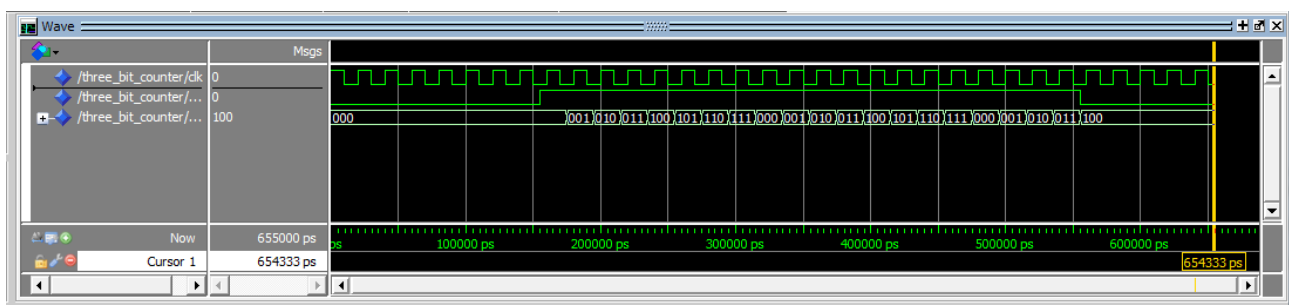 Wave
Msgs
/three_bit_counter/clk 0
/three_bit_counter/... 0
/three_bit_counter/... 100
000 001 010 011 100 101 110 111 000 001 010 011 100 101 110 111 000 001 010 011 100
Now 655000 ps
ps 100000 ps 200000 ps 300000 ps 400000 ps 500000 ps 600000 ps
Cursor 1 654333 ps
654333 ps